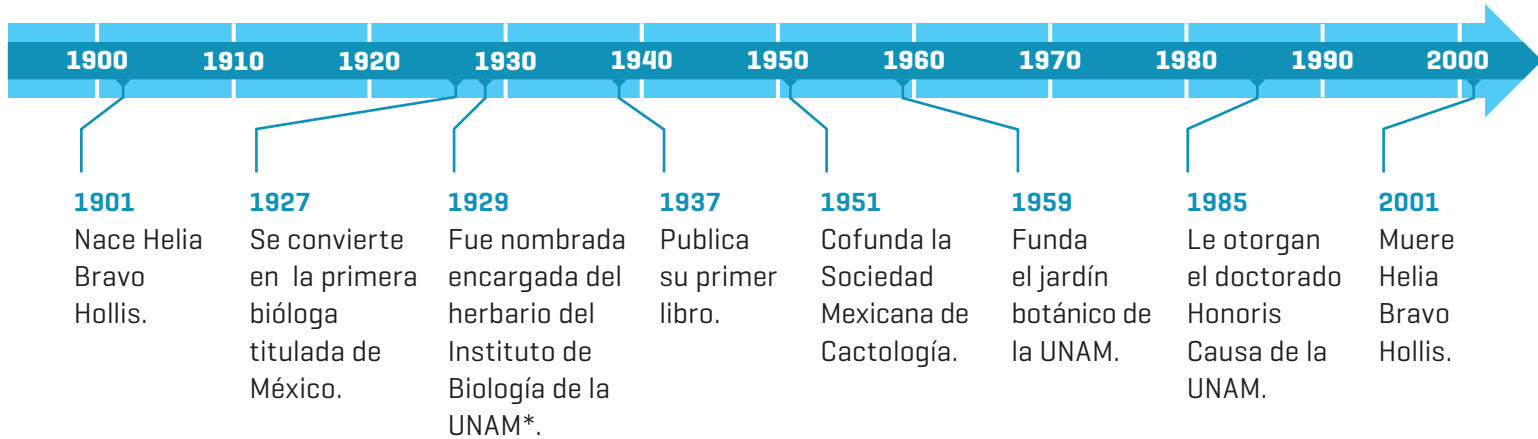 1900 1910 1920 1930 1940 1950 1960 1970 1980 1990 2000
1901
Nace Helia
Bravo
Hollis.
1927
Se convierte
en la primera
bióloga
titulada de
México.
1929
Fue nombrada
encargada del
herbario del
Instituto de
Biología de la
UNAM*.
1937
Publica
su primer
libro.
1951
Cofunda la
Sociedad
Mexicana de
Cactología.
1959
Funda
el jardín
botánico de
la UNAM.
1985
Le otorgan
el doctorado
Honoris
Causa de la
UNAM.
2001
Muere
Helia
Bravo
Hollis.